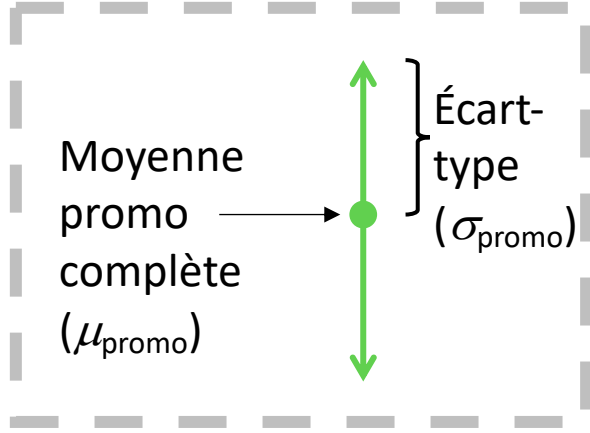 Moyenne
promo
complète
(μpromo)
Écart-
type
(σpromo)